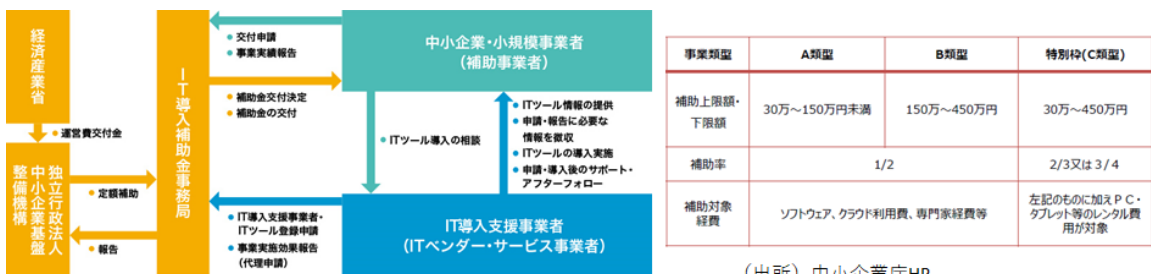 経済産業省
運営費交付金
独立行政法人
中小企業基盤
整備機構
定額補助
報告
IT導入補助金事務局
交付申請
事業実績報告
補助金交付決定
補助金の交付
中小企業・小規模事業者
（補助事業者）
ITツール導入の相談
ITツール情報の提供
申請・報告に必要な
情報を徴収
ITツールの導入実施
申請・導入後のサポート・
アフターフォロー
IT導入支援事業者・
ITツール登録申請
事業実施効果報告
（代理申請）
IT導入支援事業者
（ITベンダー・サービス事業者）
事業類型 A類型 B類型 特別枠(C類型)
補助上限額・
下限額 30万～150万円未満 150万～450万円 30万～450万円
補助率 1/2 2/3又は3/4
補助対象
経費 ソフトウェア、クラウド利用費、専門家経費等 左記のものに加えPC・
タブレット等のレンタル費
用が対象
（出所）中小企業庁HP